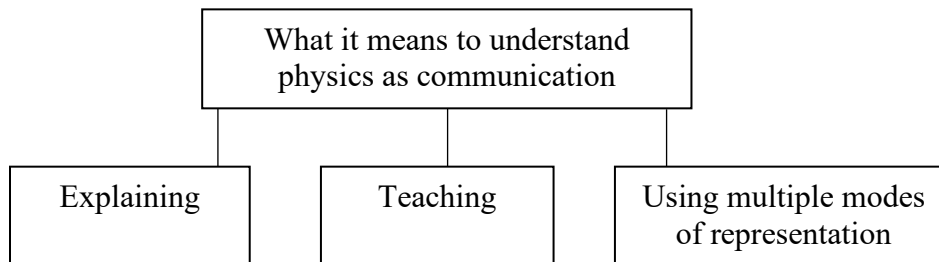 What it means to understand
physics as communication
Explaining
Teaching
Using multiple modes
of representation